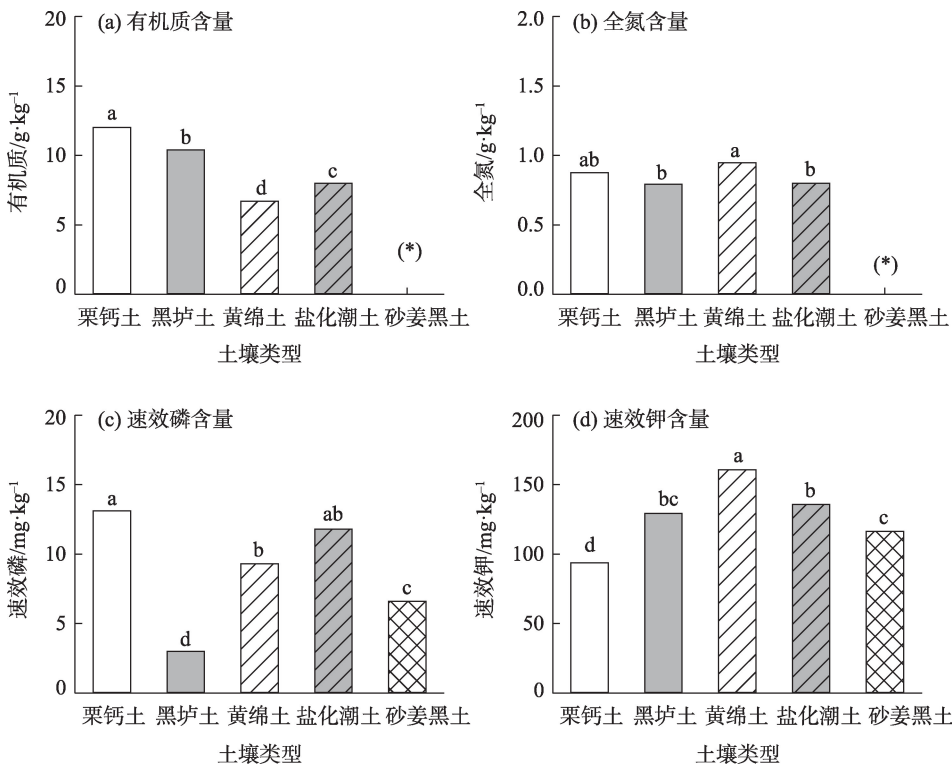 (a) 有机质含量
20
15
10
5
0
有机质/g·kg⁻¹
a
b
d
c
(*)
栗钙土 黑垆土 黄绵土 盐化潮土 砂姜黑土
土壤类型
(b) 全氮含量
2.0
1.5
1.0
0.5
0.0
全氮/g·kg⁻¹
ab
b
a
b
(*)
栗钙土 黑垆土 黄绵土 盐化潮土 砂姜黑土
土壤类型
(c) 速效磷含量
20
15
10
5
0
速效磷/mg·kg⁻¹
a
d
b
ab
c
栗钙土 黑垆土 黄绵土 盐化潮土 砂姜黑土
土壤类型
(d) 速效钾含量
200
150
100
50
0
速效钾/mg·kg⁻¹
d
bc
a
b
c
栗钙土 黑垆土 黄绵土 盐化潮土 砂姜黑土
土壤类型